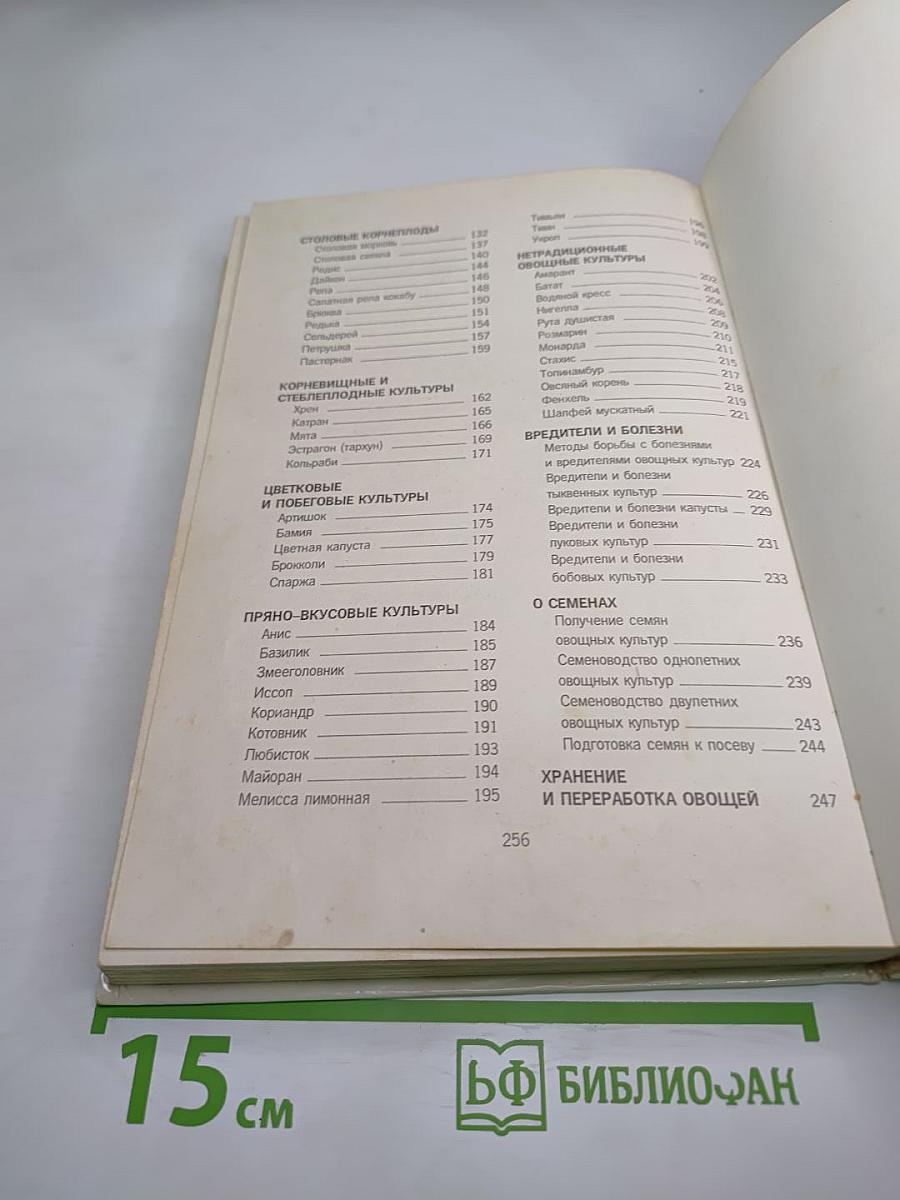 СТОЛОВЫЕ КОРНЕПЛОДЫ 132
Столовая морковь 137
Столовая свекла 140
Редис 144
Дайкон 146
Репа 148
Салатная репа кокабу 150
Брюква 151
Редька 154
Сельдерей 157
Петрушка 159
Пастернак
КОРНЕВИЩНЫЕ И
СТЕБЛЕПЛОДНЫЕ КУЛЬТУРЫ
Хрен 162
Катран 165
Мята 166
Эстрагон (тархун) 169
Кольраби 171
ЦВЕТКОВЫЕ
И ПОБЕГОВЫЕ КУЛЬТУРЫ
Артишок 174
Бамия 175
Цветная капуста 177
Брокколи 179
Спаржа 181
ПРЯНО–ВКУСОВЫЕ КУЛЬТУРЫ
Анис 184
Базилик 185
Змееголовник 187
Иссоп 189
Кориандр 190
Котовник 191
Любисток 193
Майоран 194
Мелисса лимонная 195
Тимьян 196
Тмин 198
Укроп 199
НЕТРАДИЦИОННЫЕ
ОВОЩНЫЕ КУЛЬТУРЫ
Амарант 202
Батат 204
Водяной кресс 206
Нигелла 208
Рута душистая 209
Розмарин 210
Монарда 211
Стахис 215
Топинамбур 217
Овсяный корень 218
Фенхель 219
Шалфей мускатный 221
ВРЕДИТЕЛИ И БОЛЕЗНИ
Методы борьбы с болезнями
и вредителями овощных культур 224
Вредители и болезни
тыквенных культур 226
Вредители и болезни капусты 229
Вредители и болезни
луковых культур 231
Вредители и болезни
бобовых культур 233
О СЕМЕНАХ
Получение семян
овощных культур 236
Семеноводство однолетних
овощных культур 239
Семеноводство двулетних
овощных культур 243
Подготовка семян к посеву 244
ХРАНЕНИЕ
И ПЕРЕРАБОТКА ОВОЩЕЙ 247
256
15 см
БФ БИБЛИОФАН